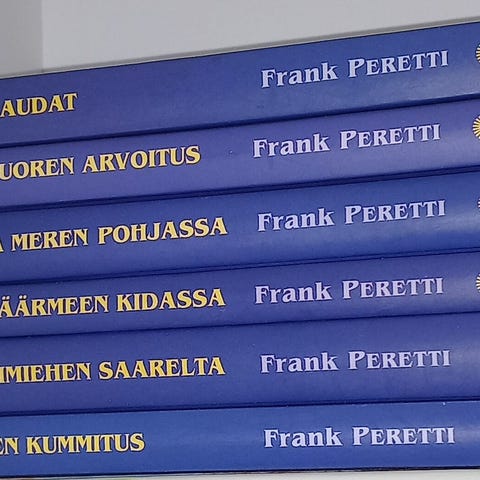 AUDAT Frank PERETTI
UOREN ARVOITUS Frank PERETTI
MEREN POHJASSA Frank PERETTI
ÄÄRMEEN KIDASSA Frank PERETTI
IMIEHEN SAARELTA Frank PERETTI
EN KUMMITUS Frank PERETTI